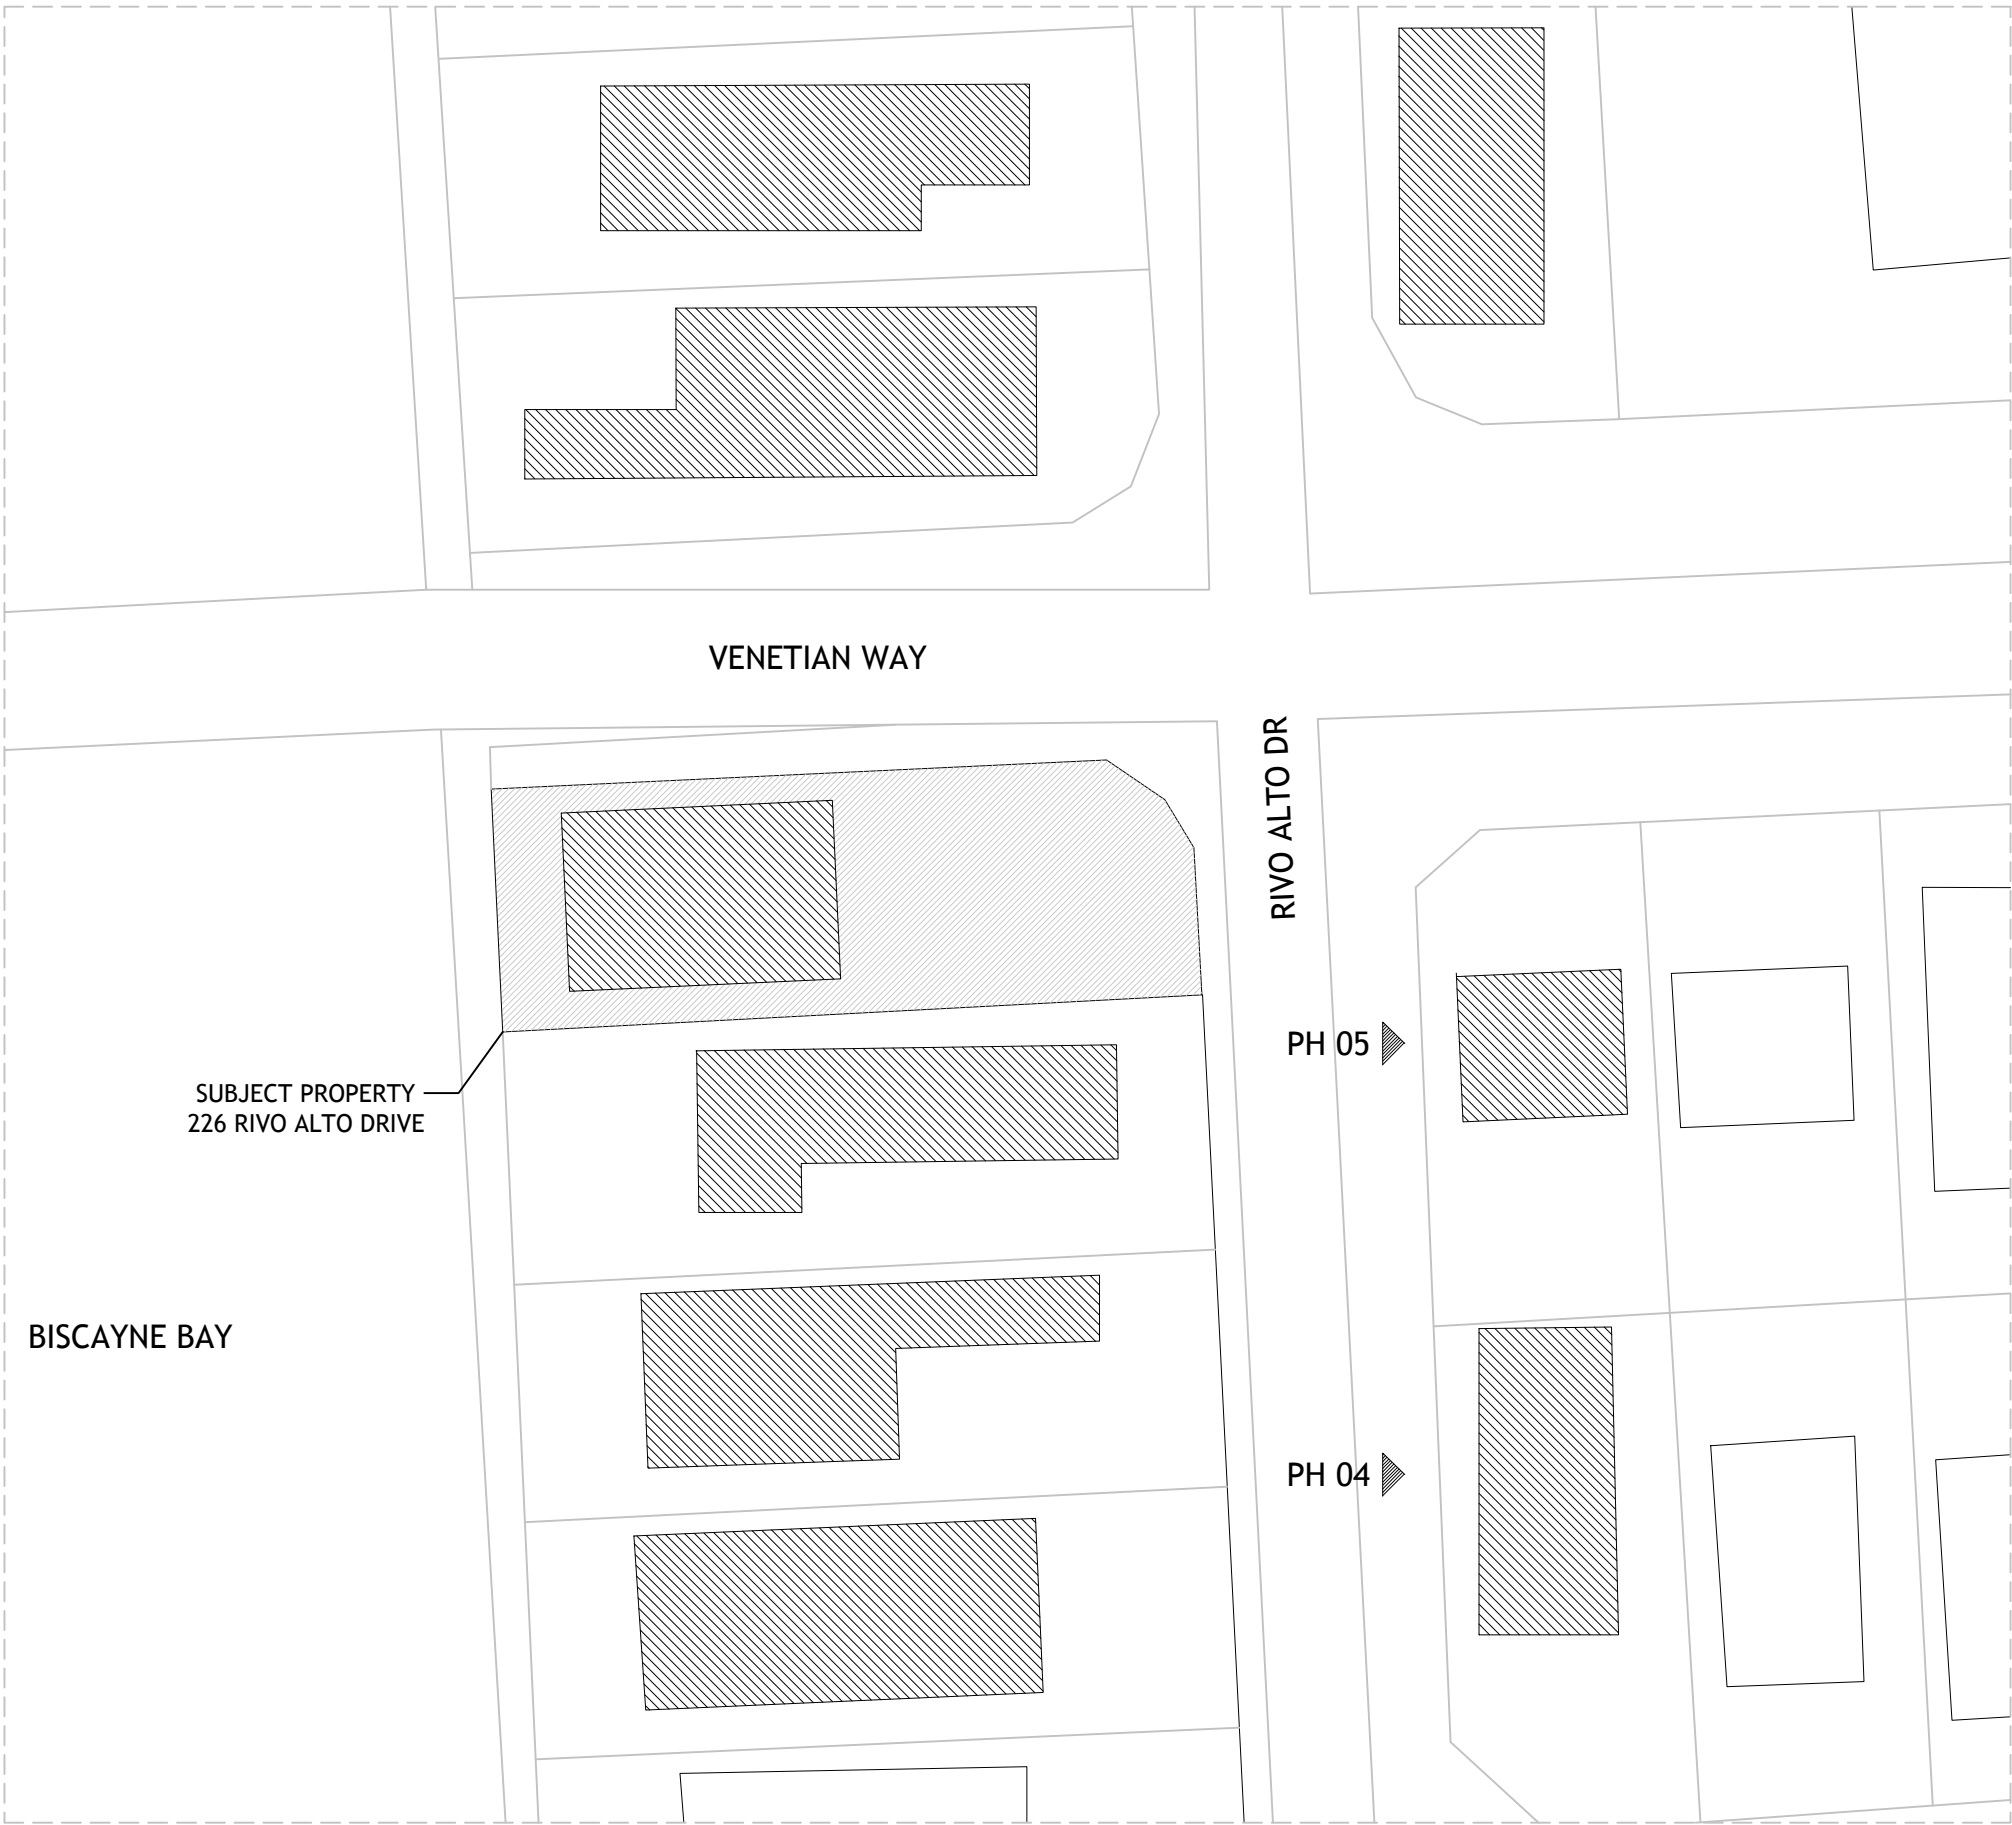 VENETIAN WAY
RIVO ALTO DR
PH 05
SUBJECT PROPERTY
226 RIVO ALTO DRIVE
BISCAYNE BAY
PH 04